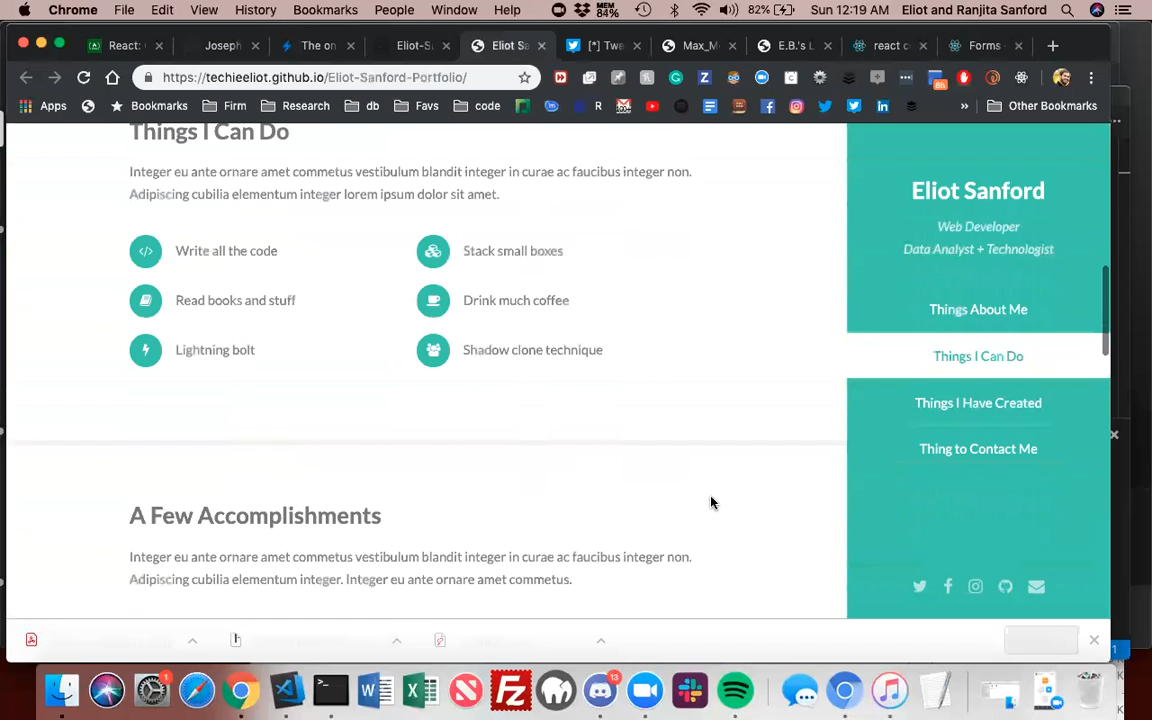 Chrome File Edit View History Bookmarks People Window Help MEM 84% 82% Sun 12:19 AM Eliot and Ranjita Sanford
React: Joseph The on Eliot-S Eliot Sa [*] Twe Max_M E.B.'s L react c Forms
https://techieeliot.github.io/Eliot-Sanford-Portfolio/
Apps Bookmarks Firm Research db Favs code R 100+ » Other Bookmarks
Things I Can Do
Integer eu ante ornare amet commetus vestibulum blandit integer in curae ac faucibus integer non.
Adipiscing cubilia elementum integer lorem ipsum dolor sit amet.
Write all the code
Stack small boxes
Read books and stuff
Drink much coffee
Lightning bolt
Shadow clone technique
A Few Accomplishments
Integer eu ante ornare amet commetus vestibulum blandit integer in curae ac faucibus integer non.
Adipiscing cubilia elementum integer. Integer eu ante ornare amet commetus.
Eliot Sanford
Web Developer
Data Analyst + Technologist
Things About Me
Things I Can Do
Things I Have Created
Thing to Contact Me
1
13